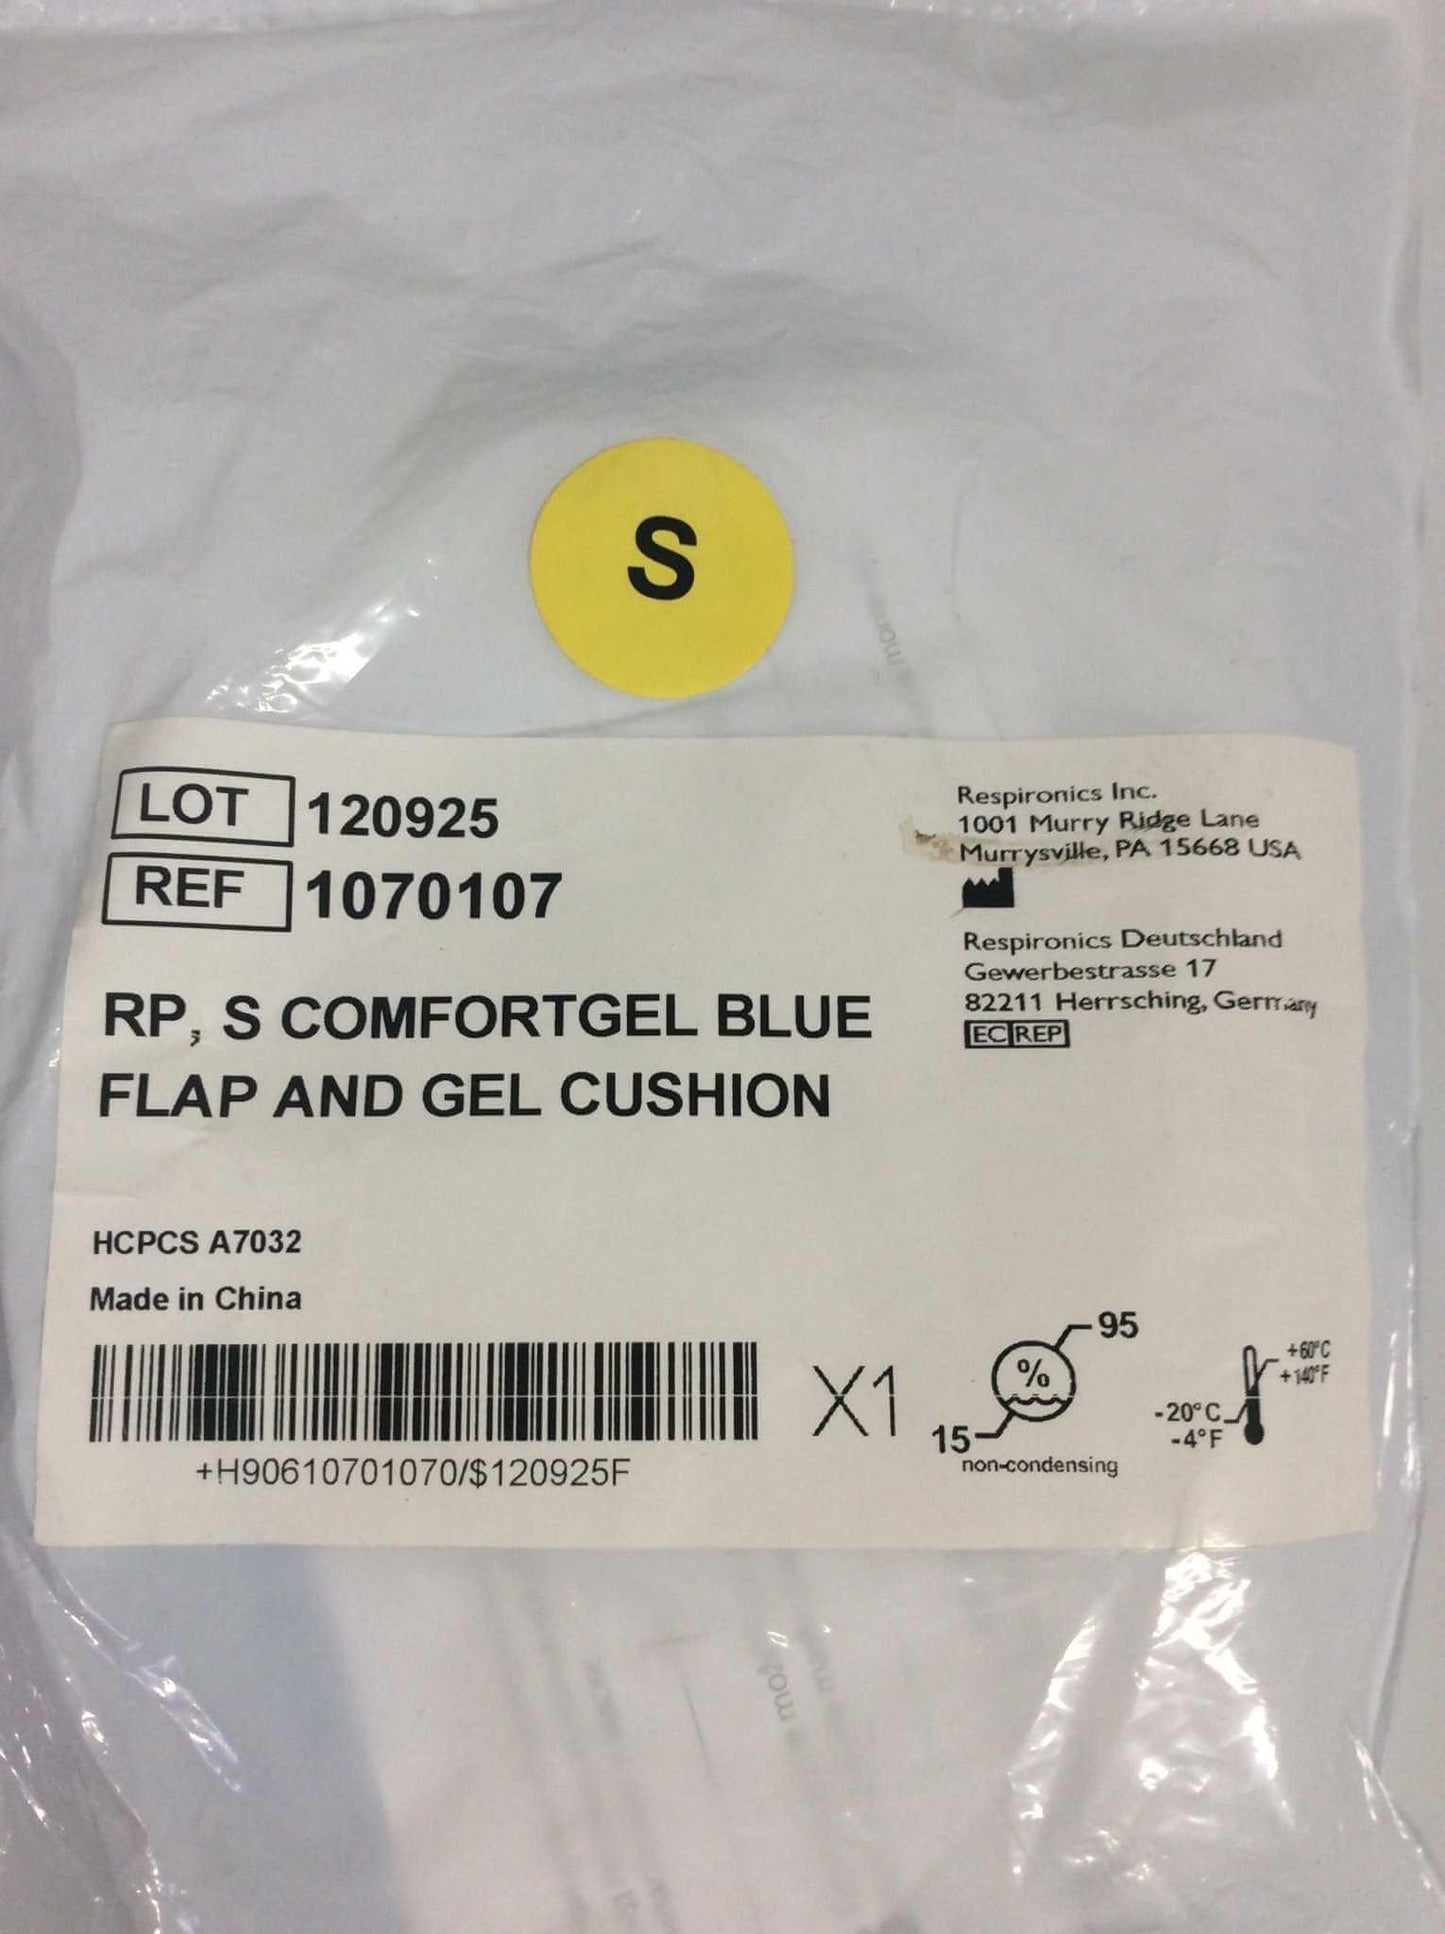 S
LOT 120925
REF 1070107
RP, S COMFORTGEL BLUE
FLAP AND GEL CUSHION
HCPCS A7032
Made in China
+H90610701070/$120925F
X1
Respironics Inc.
1001 Murry Ridge Lane
Murrysville, PA 15668 USA
Respironics Deutschland
Gewerbestrasse 17
82211 Herrsching, Germany
EC REP
95
%
15
non-condensing
+60°C
+140°F
-20°C
-4°F